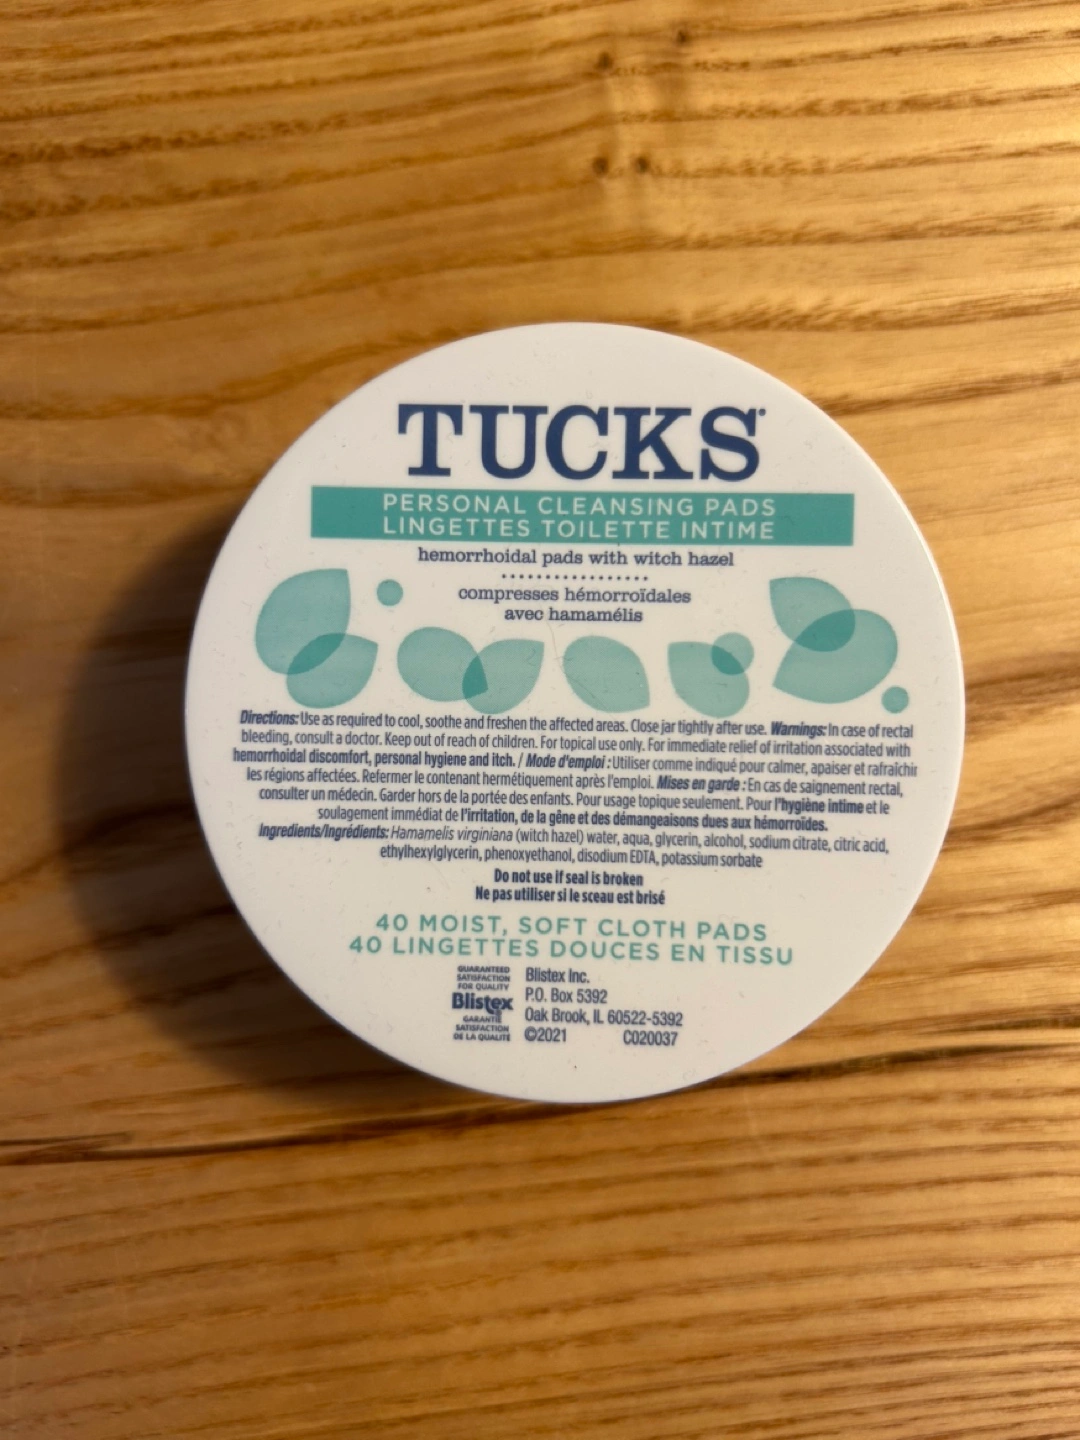 TUCKS
PERSONAL CLEANSING PADS
LINGETTES TOILETTE INTIME
hemorrhoidal pads with witch hazel
compresses hémorroïdales
avec hamamélis
Directions: Use as required to cool, soothe and freshen the affected areas. Close jar tightly after use. Warnings: In case of rectal
bleeding, consult a doctor. Keep out of reach of children. For topical use only. For immediate relief of irritation associated with
hemorrhoidal discomfort, personal hygiene and itch. / Mode d'emploi : Utiliser comme indiqué pour calmer, apaiser et rafraîchir
les régions affectées. Refermer le contenant hermétiquement après l'emploi. Mises en garde : En cas de saignement rectal,
consulter un médecin. Garder hors de la portée des enfants. Pour usage topique seulement. Pour l'hygiène intime et le
soulagement immédiat de l'irritation, de la gêne et des démangeaisons dues aux hémorroïdes.
Ingredients/Ingrédients: Hamamelis virginiana (witch hazel) water, aqua, glycerin, alcohol, sodium citrate, citric acid,
ethylhexylglycerin, phenoxyethanol, disodium EDTA, potassium sorbate
Do not use if seal is broken
Ne pas utiliser si le sceau est brisé
40 MOIST, SOFT CLOTH PADS
40 LINGETTES DOUCES EN TISSU
GUARANTEED
SATISFACTION
FOR QUALITY
Blistex
GARANTIE
SATISFACTION
DE LA QUALITÉ
Blistex Inc.
P.O. Box 5392
Oak Brook, IL 60522-5392
©2021 C020037